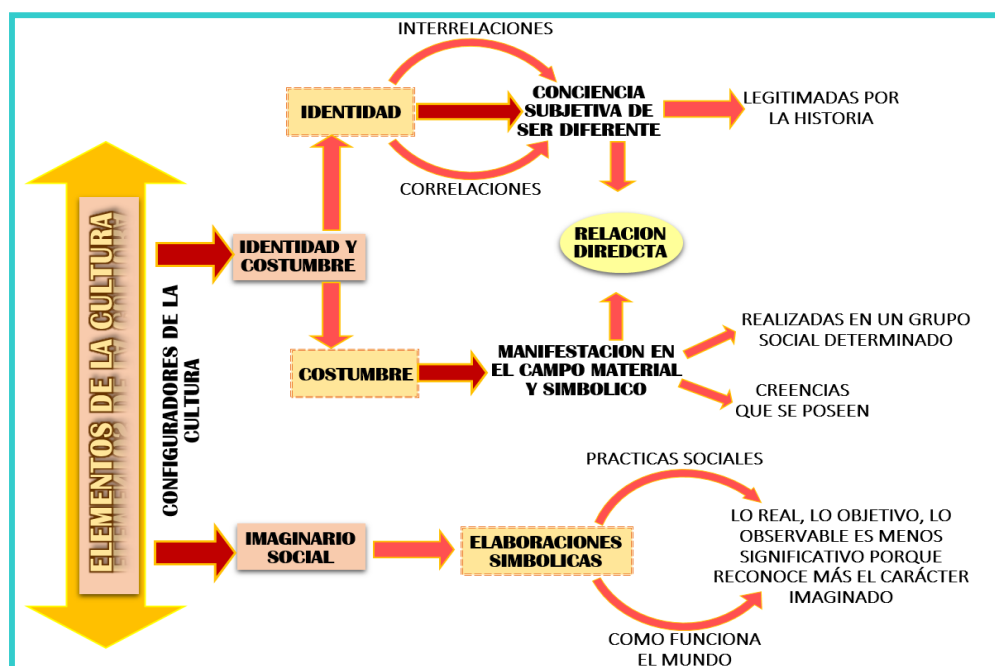 ELEMENTOS DE LA CULTURA
CONFIGURADORES DE LA
CULTURA
IDENTIDAD Y
COSTUMBRE
IDENTIDAD
INTERRELACIONES
CORRELACIONES
CONCIENCIA
SUBJETIVA DE
SER DIFERENTE
LEGITIMADAS POR
LA HISTORIA
RELACION
DIREDCTA
COSTUMBRE
MANIFESTACION EN
EL CAMPO MATERIAL
Y SIMBOLICO
REALIZADAS EN UN GRUPO
SOCIAL DETERMINADO
CREENCIAS
QUE SE POSEEN
IMAGINARIO
SOCIAL
ELABORACIONES
SIMBOLICAS
PRACTICAS SOCIALES
COMO FUNCIONA
EL MUNDO
LO REAL, LO OBJETIVO, LO
OBSERVABLE ES MENOS
SIGNIFICATIVO PORQUE
RECONOCE MÁS EL CARÁCTER
IMAGINADO